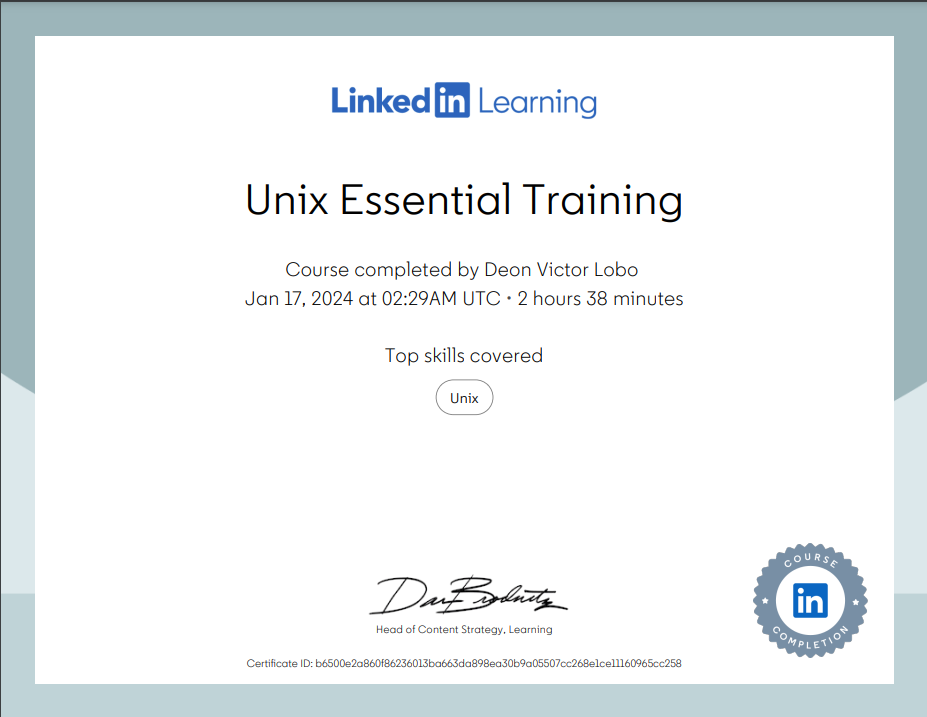 Linked in Learning
Unix Essential Training
Course completed by Deon Victor Lobo
Jan 17, 2024 at 02:29AM UTC • 2 hours 38 minutes
Top skills covered
Unix
Dan Brodnitz
Head of Content Strategy, Learning
COURSE
in
COMPLETION
Certificate ID: b6500e2a860f86236013ba663da898ea30b9a05507cc268e1ce11160965cc258